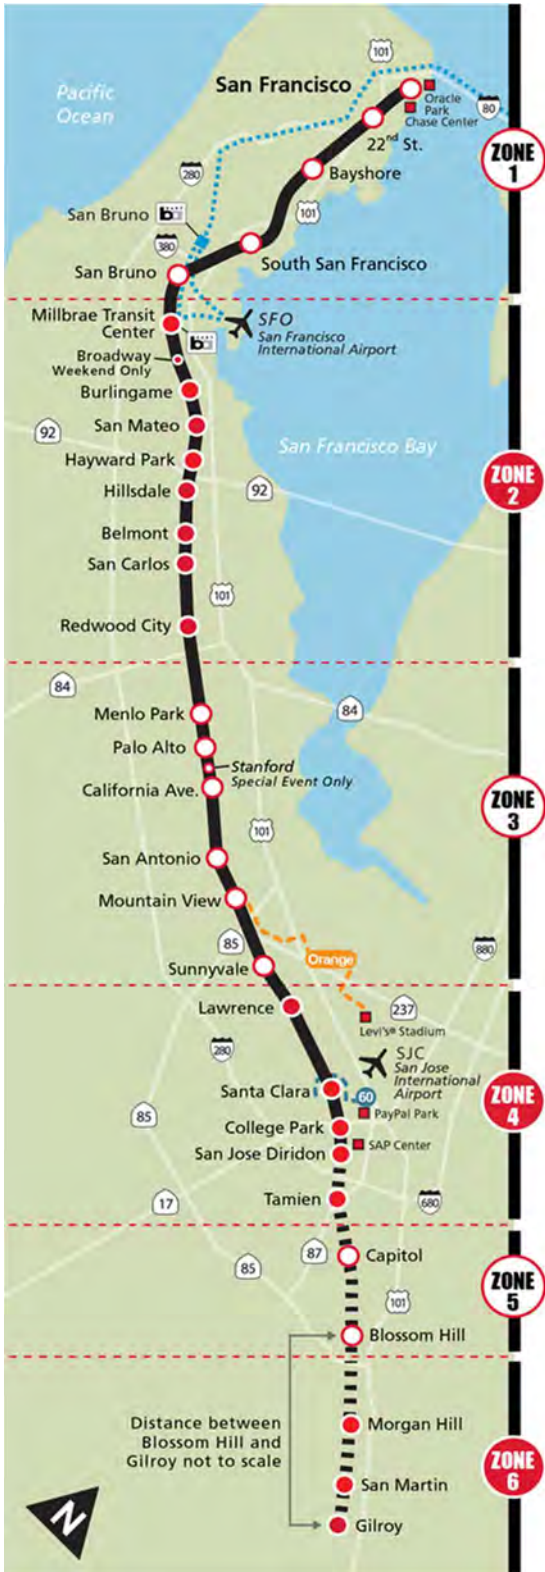 101
San Francisco
Pacific
Ocean
Oracle
Park
Chase Center
80
22nd St.
ZONE
1
Bayshore
280
101
San Bruno
ba
380
South San Francisco
San Bruno
Millbrae Transit
Center
SFO
San Francisco
International Airport
ba
Broadway
Weekend Only
Burlingame
San Mateo
92
San Francisco Bay
Hayward Park
ZONE
2
Hillsdale
92
Belmont
San Carlos
101
Redwood City
84
Menlo Park
84
Palo Alto
Stanford
Special Event Only
California Ave.
ZONE
3
101
San Antonio
Mountain View
85
880
Orange
Sunnyvale
Lawrence
237
Levi's® Stadium
280
SJC
San Jose
International
Airport
Santa Clara
60
ZONE
4
PayPal Park
85
College Park
SAP Center
San Jose Diridon
Tamien
17
680
87
Capitol
85
ZONE
5
101
Blossom Hill
Distance between
Blossom Hill and
Gilroy not to scale
Morgan Hill
ZONE
6
San Martin
N
Gilroy